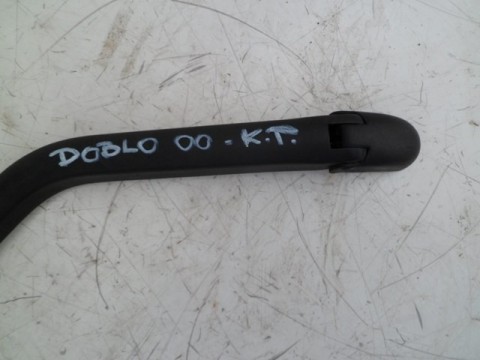 DOBLO 00 - K.T.